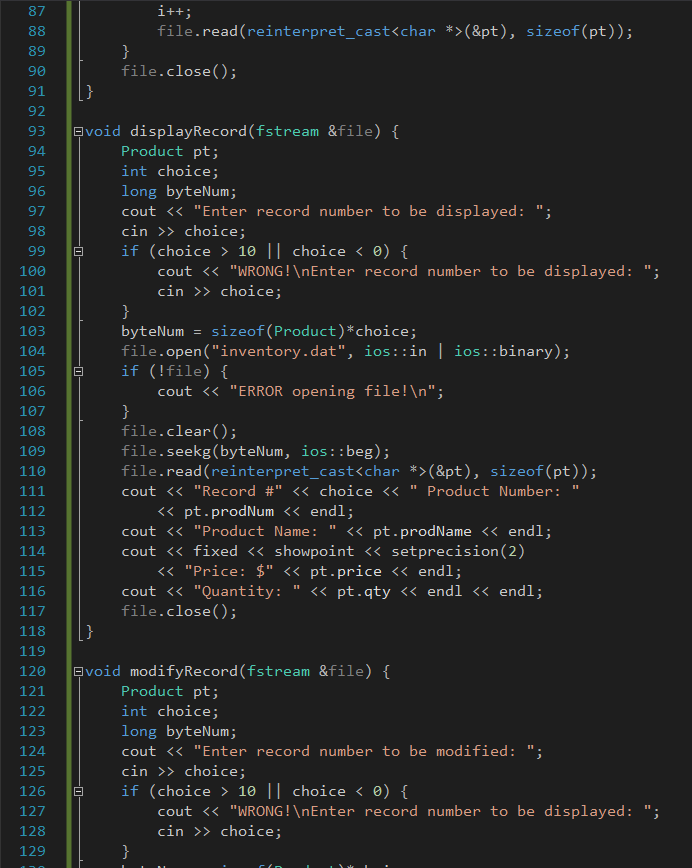 87 i++;
88 file.read(reinterpret_cast<char *>(&pt), sizeof(pt));
89 }
90 file.close();
91 }
92
93 void displayRecord(fstream &file) {
94 Product pt;
95 int choice;
96 long byteNum;
97 cout << "Enter record number to be displayed: ";
98 cin >> choice;
99 if (choice > 10 || choice < 0) {
100 cout << "WRONG!\nEnter record number to be displayed: ";
101 cin >> choice;
102 }
103 byteNum = sizeof(Product)*choice;
104 file.open("inventory.dat", ios::in | ios::binary);
105 if (!file) {
106 cout << "ERROR opening file!\n";
107 }
108 file.clear();
109 file.seekg(byteNum, ios::beg);
110 file.read(reinterpret_cast<char *>(&pt), sizeof(pt));
111 cout << "Record #" << choice << " Product Number: "
112 << pt.prodNum << endl;
113 cout << "Product Name: " << pt.prodName << endl;
114 cout << fixed << showpoint << setprecision(2)
115 << "Price: $" << pt.price << endl;
116 cout << "Quantity: " << pt.qty << endl << endl;
117 file.close();
118 }
119
120 void modifyRecord(fstream &file) {
121 Product pt;
122 int choice;
123 long byteNum;
124 cout << "Enter record number to be modified: ";
125 cin >> choice;
126 if (choice > 10 || choice < 0) {
127 cout << "WRONG!\nEnter record number to be displayed: ";
128 cin >> choice;
129 }